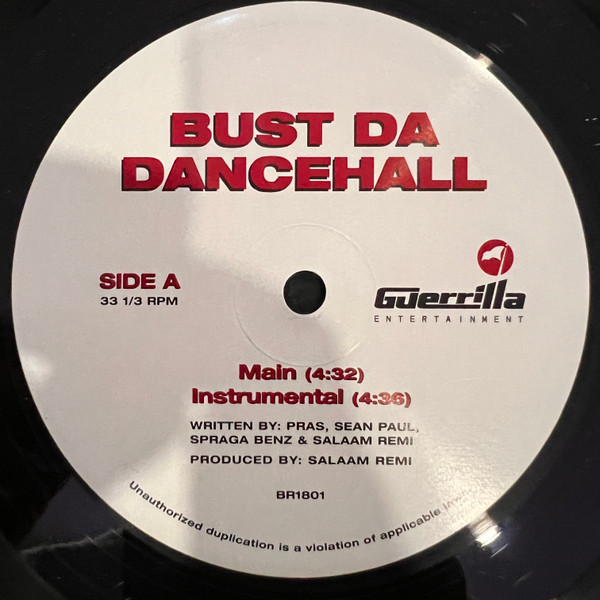 BUST DA
DANCEHALL
SIDE A
33 1/3 RPM
Guerrilla
ENTERTAINMENT
Main (4:32)
Instrumental (4:36)
WRITTEN BY: PRAS, SEAN PAUL,
SPRAGA BENZ & SALAAM REMI
PRODUCED BY: SALAAM REMI
BR1801
Unauthorized duplication is a violation of applicable